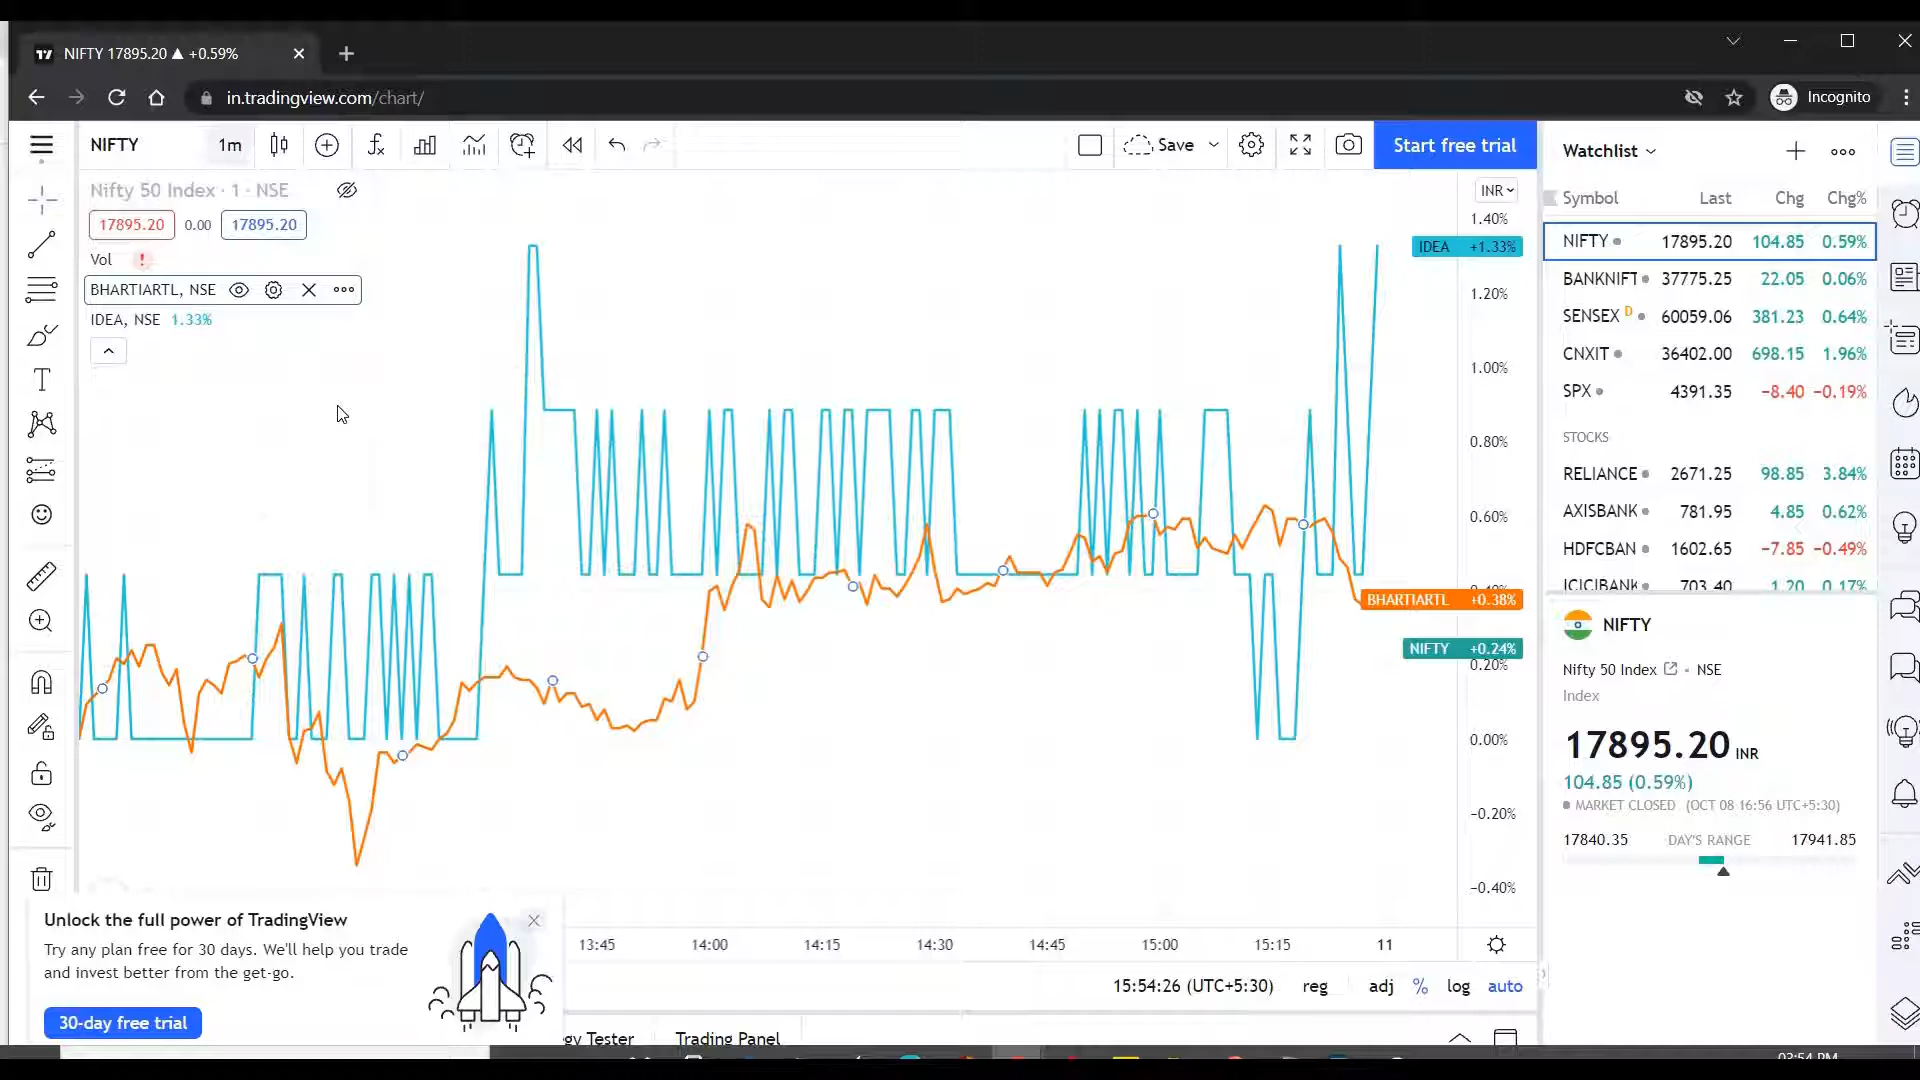 NIFTY 17895.20 ▲ +0.59%
in.tradingview.com/chart/
Incognito
NIFTY 1m Save Start free trial
Nifty 50 Index · 1 · NSE
17895.20 0.00 17895.20
Vol
BHARTIARTL, NSE
IDEA, NSE 1.33%
INR
1.40%
IDEA +1.33%
1.20%
1.00%
0.80%
0.60%
BHARTIARTL +0.38%
NIFTY +0.24%
0.20%
0.00%
−0.20%
−0.40%
13:45 14:00 14:15 14:30 14:45 15:00 15:15 11
15:54:26 (UTC+5:30) reg adj % log auto
Trading Panel
Unlock the full power of TradingView
Try any plan free for 30 days. We'll help you trade
and invest better from the get-go.
30-day free trial
Watchlist
Symbol Last Chg Chg%
NIFTY 17895.20 104.85 0.59%
BANKNIFT 37775.25 22.05 0.06%
SENSEX D 60059.06 381.23 0.64%
CNXIT 36402.00 698.15 1.96%
SPX 4391.35 −8.40 −0.19%
STOCKS
RELIANCE 2671.25 98.85 3.84%
AXISBANK 781.95 4.85 0.62%
HDFCBAN 1602.65 −7.85 −0.49%
ICICIBANK 703.40 1.20 0.17%
NIFTY
Nifty 50 Index · NSE
Index
17895.20 INR
104.85 (0.59%)
MARKET CLOSED (OCT 08 16:56 UTC+5:30)
17840.35 DAY'S RANGE 17941.85
03:54 PM